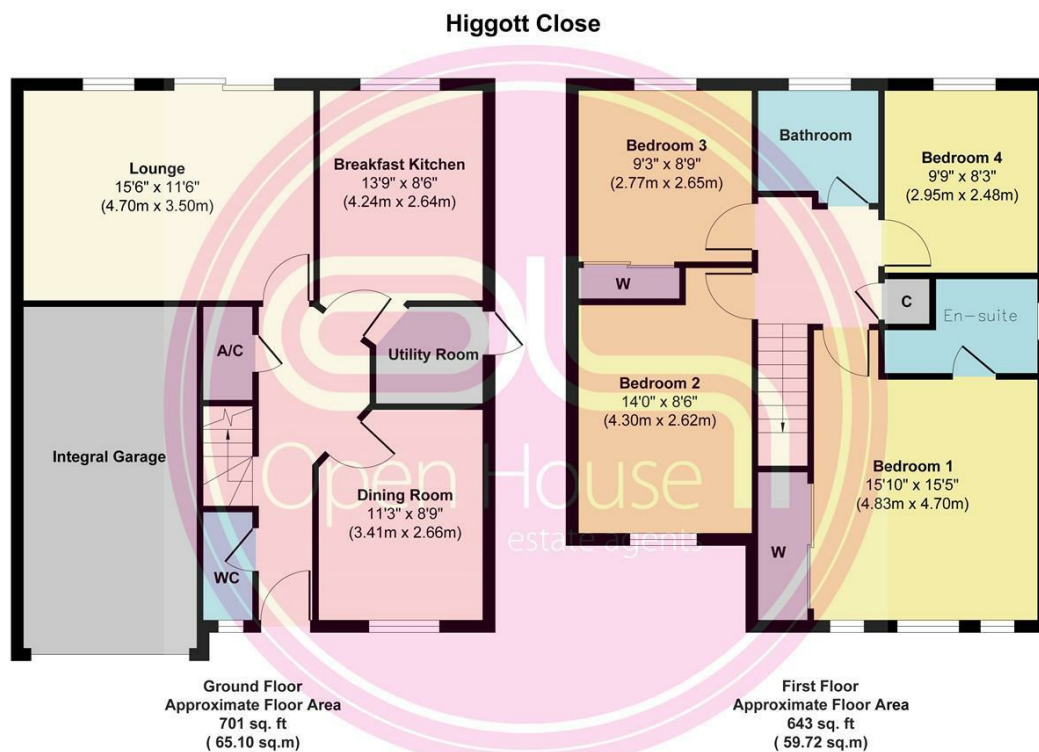 Higgott Close
Lounge
15'6" x 11'6"
(4.70m x 3.50m)
Breakfast Kitchen
13'9" x 8'6"
(4.24m x 2.64m)
A/C
Utility Room
Integral Garage
Dining Room
11'3" x 8'9"
(3.41m x 2.66m)
WC
Ground Floor
Approximate Floor Area
701 sq. ft
( 65.10 sq.m)
Bedroom 3
9'3" x 8'9"
(2.77m x 2.65m)
Bathroom
Bedroom 4
9'9" x 8'3"
(2.95m x 2.48m)
W
C
En-suite
Bedroom 2
14'0" x 8'6"
(4.30m x 2.62m)
Bedroom 1
15'10" x 15'5"
(4.83m x 4.70m)
W
First Floor
Approximate Floor Area
643 sq. ft
( 59.72 sq.m)
Open House
estate agents